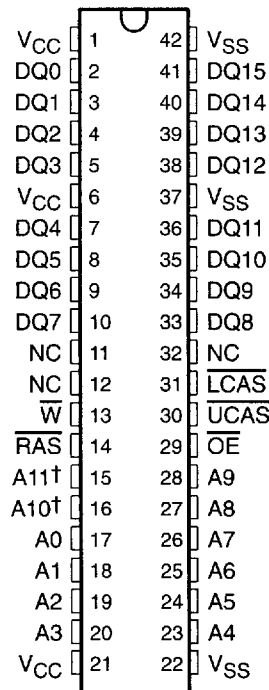 VCC 1 42 VSS
DQ0 2 41 DQ15
DQ1 3 40 DQ14
DQ2 4 39 DQ13
DQ3 5 38 DQ12
VCC 6 37 VSS
DQ4 7 36 DQ11
DQ5 8 35 DQ10
DQ6 9 34 DQ9
DQ7 10 33 DQ8
NC 11 32 NC
NC 12 31 L̅C̅A̅S̅
W̅ 13 30 U̅C̅A̅S̅
R̅A̅S̅ 14 29 O̅E̅
A11† 15 28 A9
A10† 16 27 A8
A0 17 26 A7
A1 18 25 A6
A2 19 24 A5
A3 20 23 A4
VCC 21 22 VSS